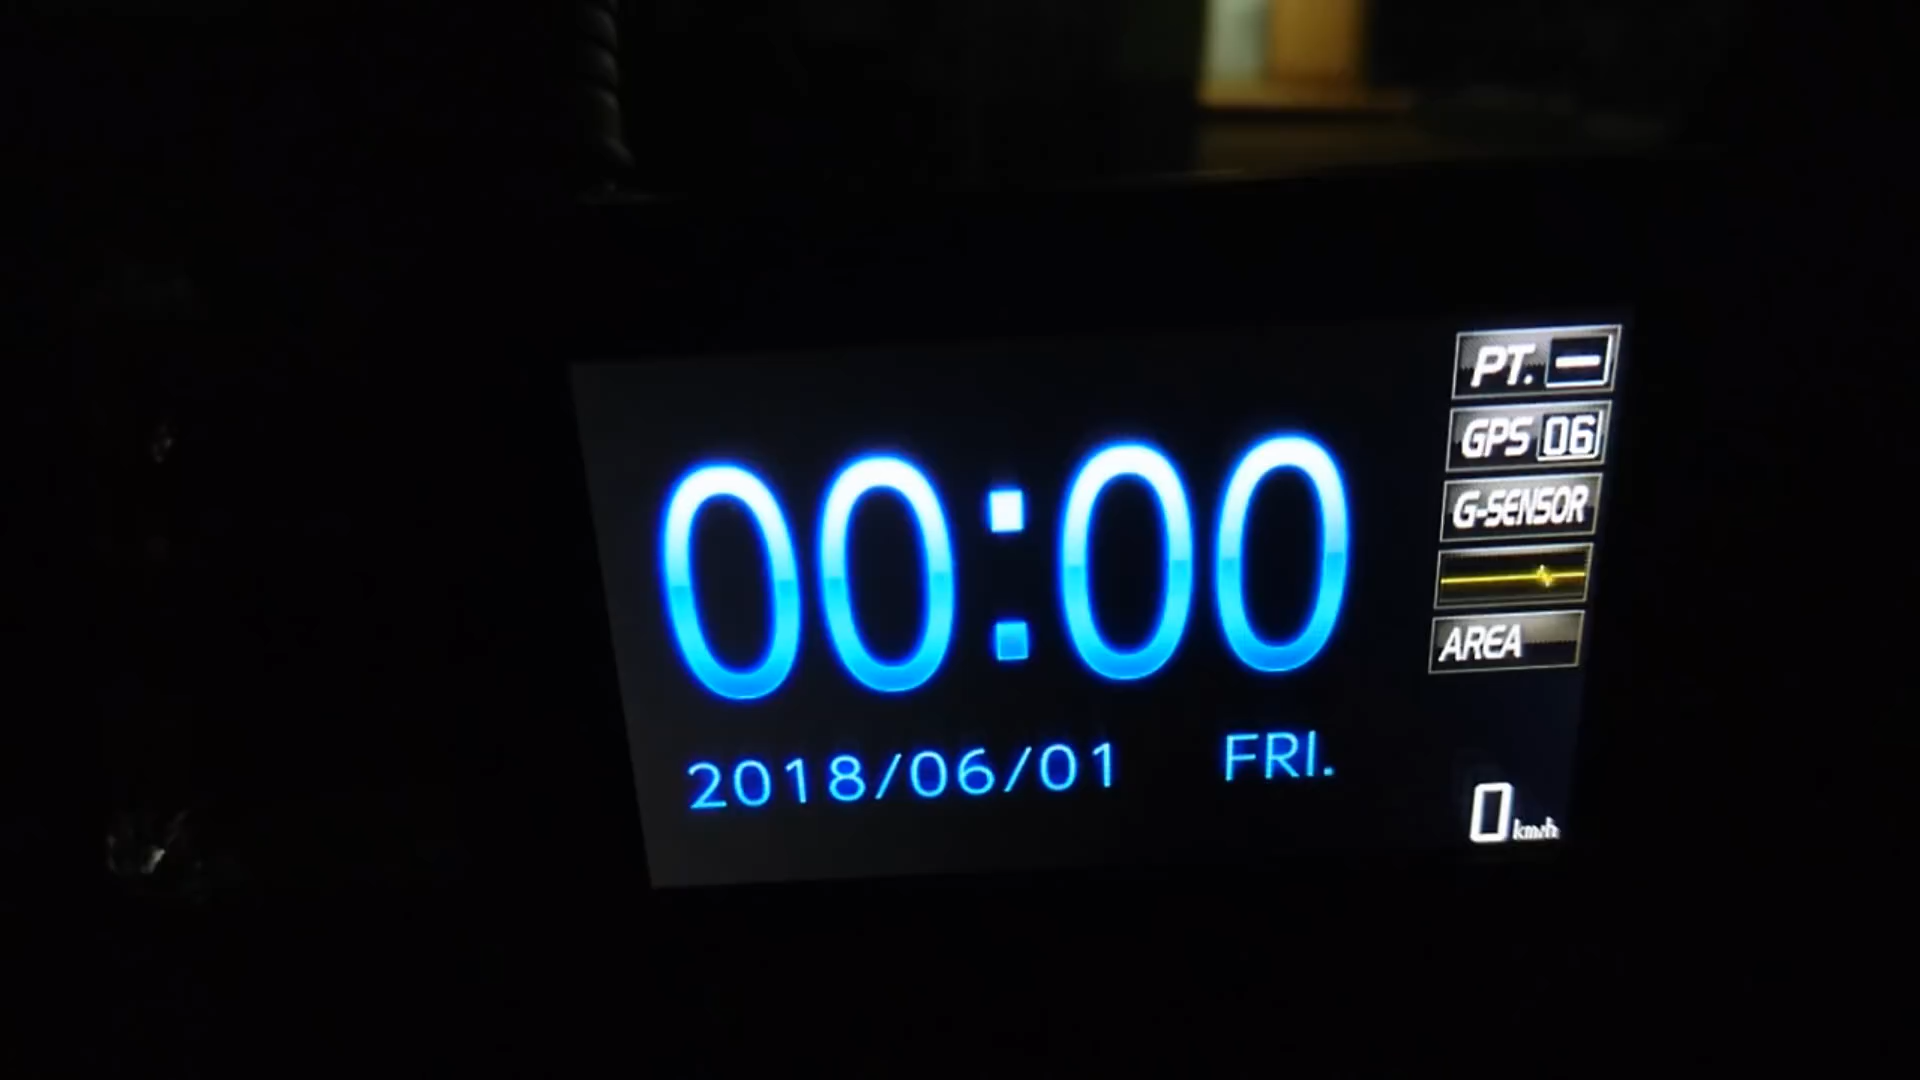 PT. –
GPS 06
G-SENSOR
00:00
AREA
2018/06/01 FRI.
0 km/h